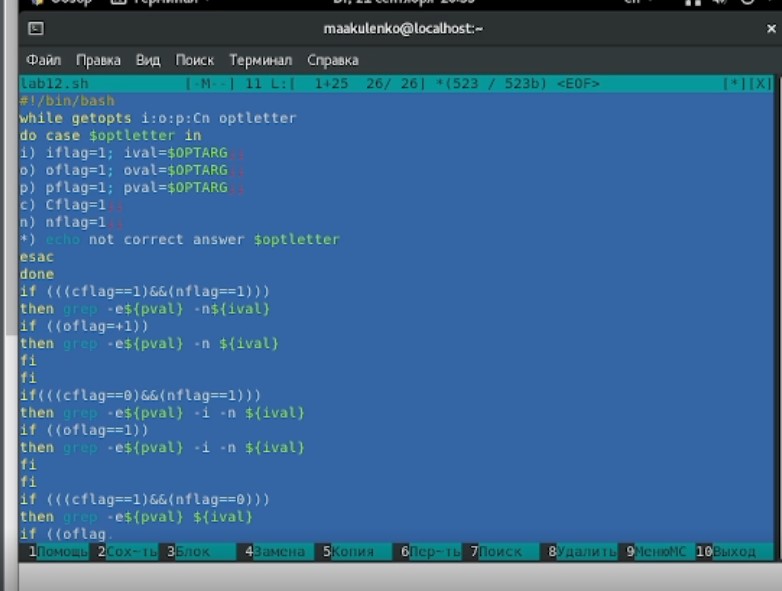 maakulenko@localhost:~
Файл Правка Вид Поиск Терминал Справка
lab12.sh [-M--] 11 L:[ 1+25 26/ 26] *(523 / 523b) <EOF> [*][X]
#!/bin/bash
while getopts i:o:p:Cn optletter
do case $optletter in
i) iflag=1; ival=$OPTARG;;
o) oflag=1; oval=$OPTARG;;
p) pflag=1; pval=$OPTARG;;
c) Cflag=1;;
n) nflag=1;;
*) echo not correct answer $optletter
esac
done
if (((cflag==1)&&(nflag==1)))
then grep -e${pval} -n${ival}
if ((oflag=+1))
then grep -e${pval} -n ${ival}
fi
fi
if(((cflag==0)&&(nflag==1)))
then grep -e${pval} -i -n ${ival}
if ((oflag==1))
then grep -e${pval} -i -n ${ival}
fi
fi
if (((cflag==1)&&(nflag==0)))
then grep -e${pval} ${ival}
if ((oflag.
1Помощь 2Сох~ть 3Блок 4Замена 5Копия 6Пер~ть 7Поиск 8Удалить 9МенюMC 10Выход